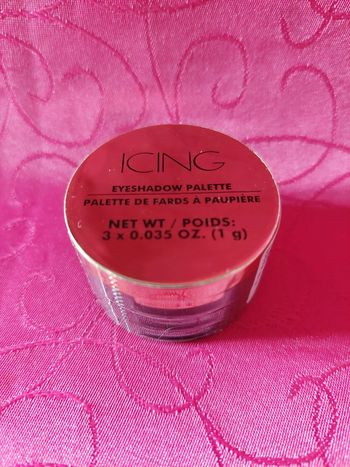 ICING
EYESHADOW PALETTE
PALETTE DE FARDS À PAUPIÈRE
NET WT / POIDS:
3 x 0.035 OZ. (1 g)